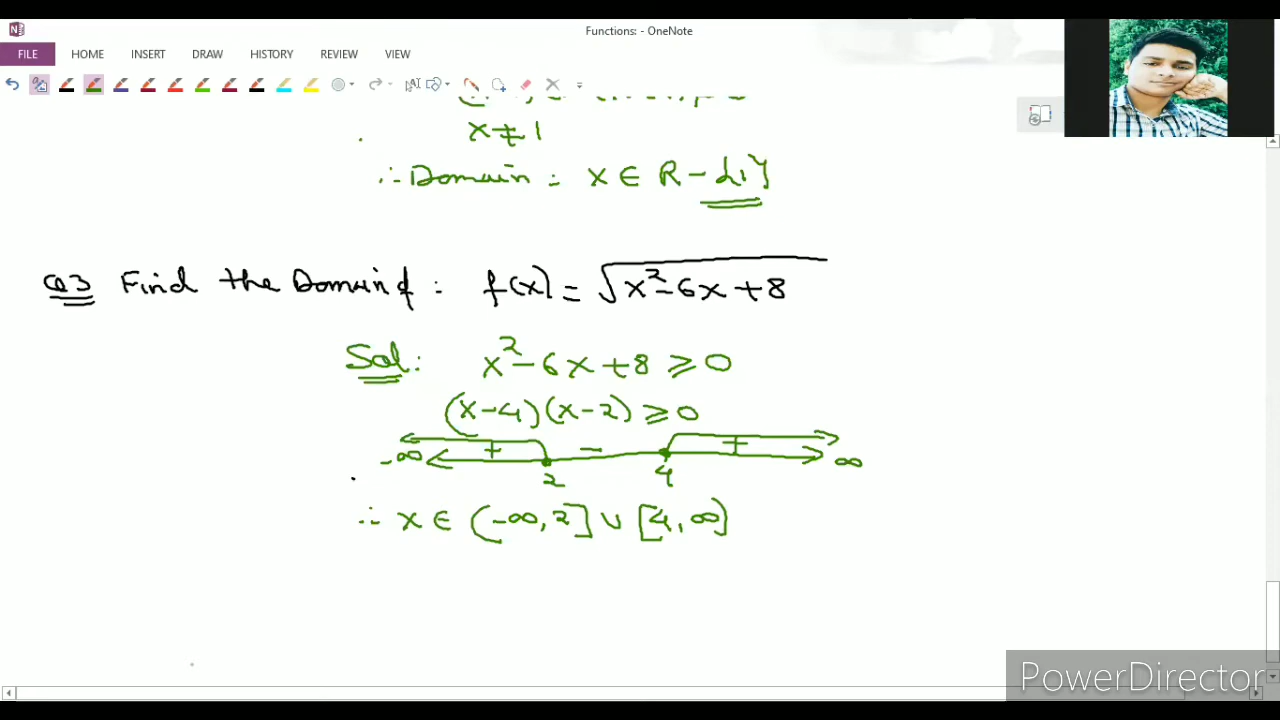 Functions: - OneNote
FILE HOME INSERT DRAW HISTORY REVIEW VIEW
x ≠ 1
∴ Domain = x ∈ R - {1}
Q3 Find the Domain of : f(x) = √x²-6x+8
Sol: x²-6x+8 ≥ 0
(x-4)(x-2) ≥ 0
+ - +
-∞ 2 4 ∞
∴ x ∈ (-∞, 2] ∪ [4, ∞)
PowerDirector